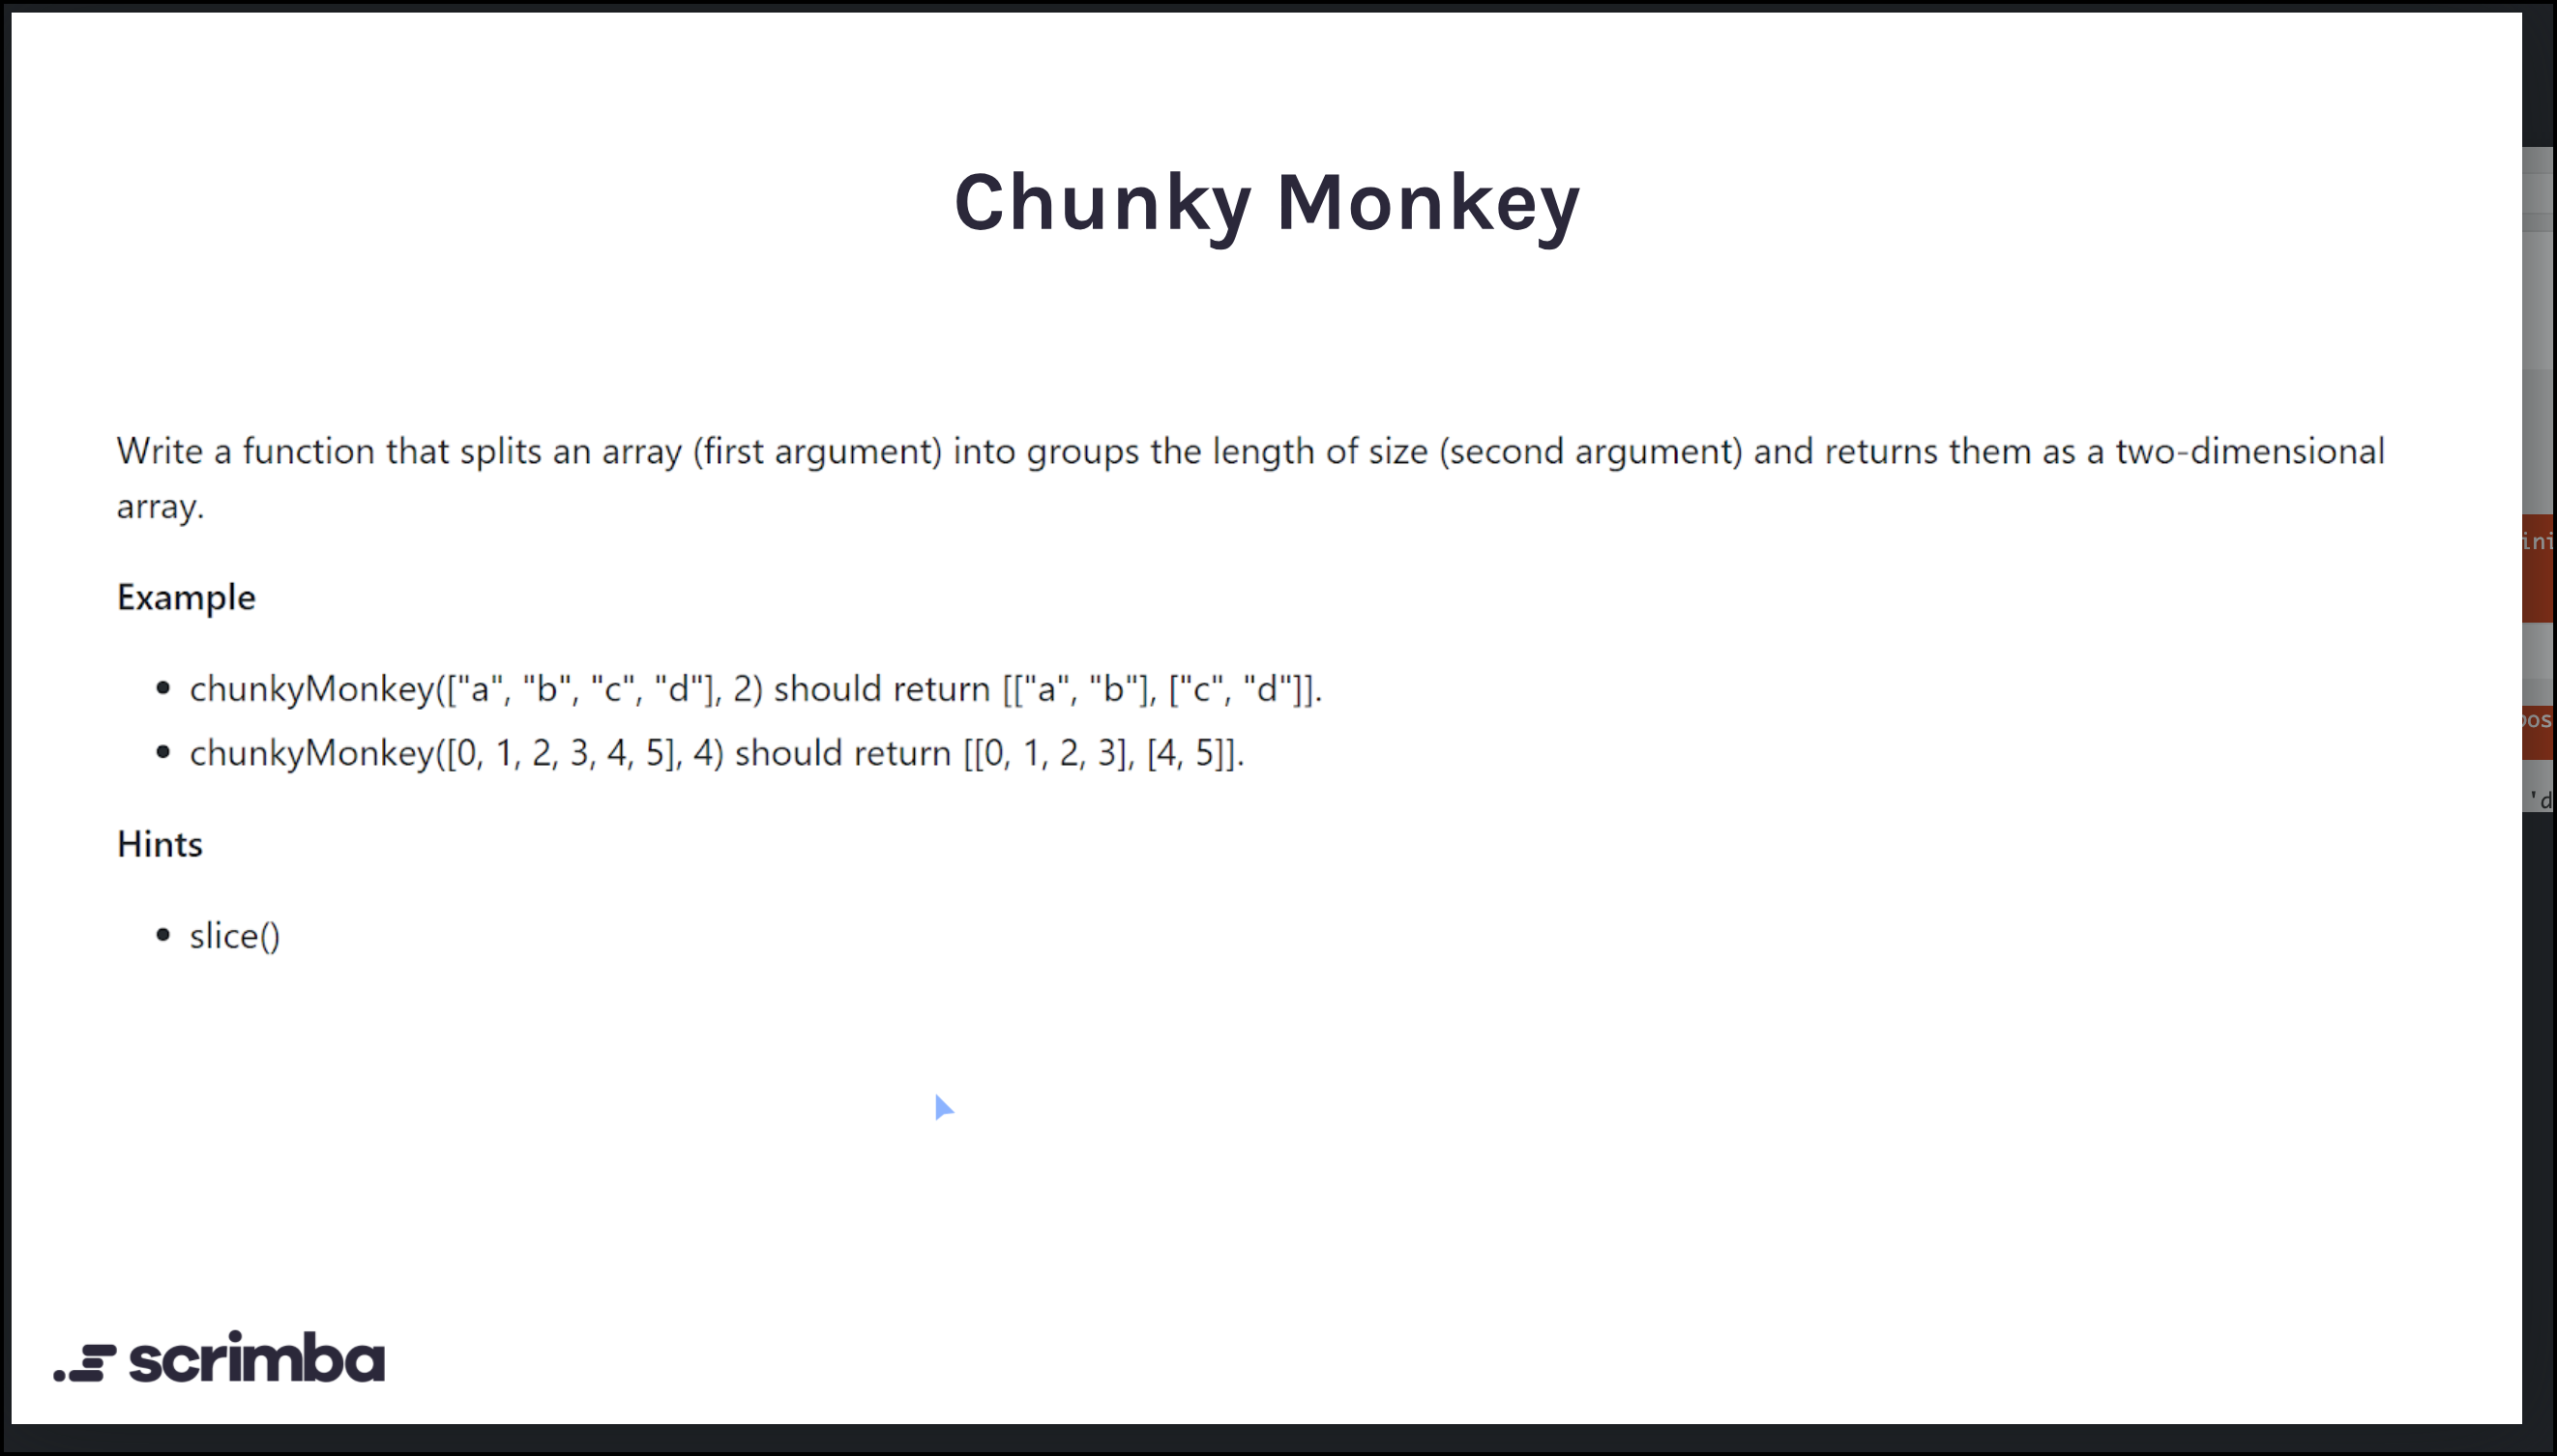 Chunky Monkey
Write a function that splits an array (first argument) into groups the length of size (second argument) and returns them as a two-dimensional
array.
Example
• chunkyMonkey(["a", "b", "c", "d"], 2) should return [["a", "b"], ["c", "d"]].
• chunkyMonkey([0, 1, 2, 3, 4, 5], 4) should return [[0, 1, 2, 3], [4, 5]].
Hints
• slice()
scrimba
ini
pos
'd